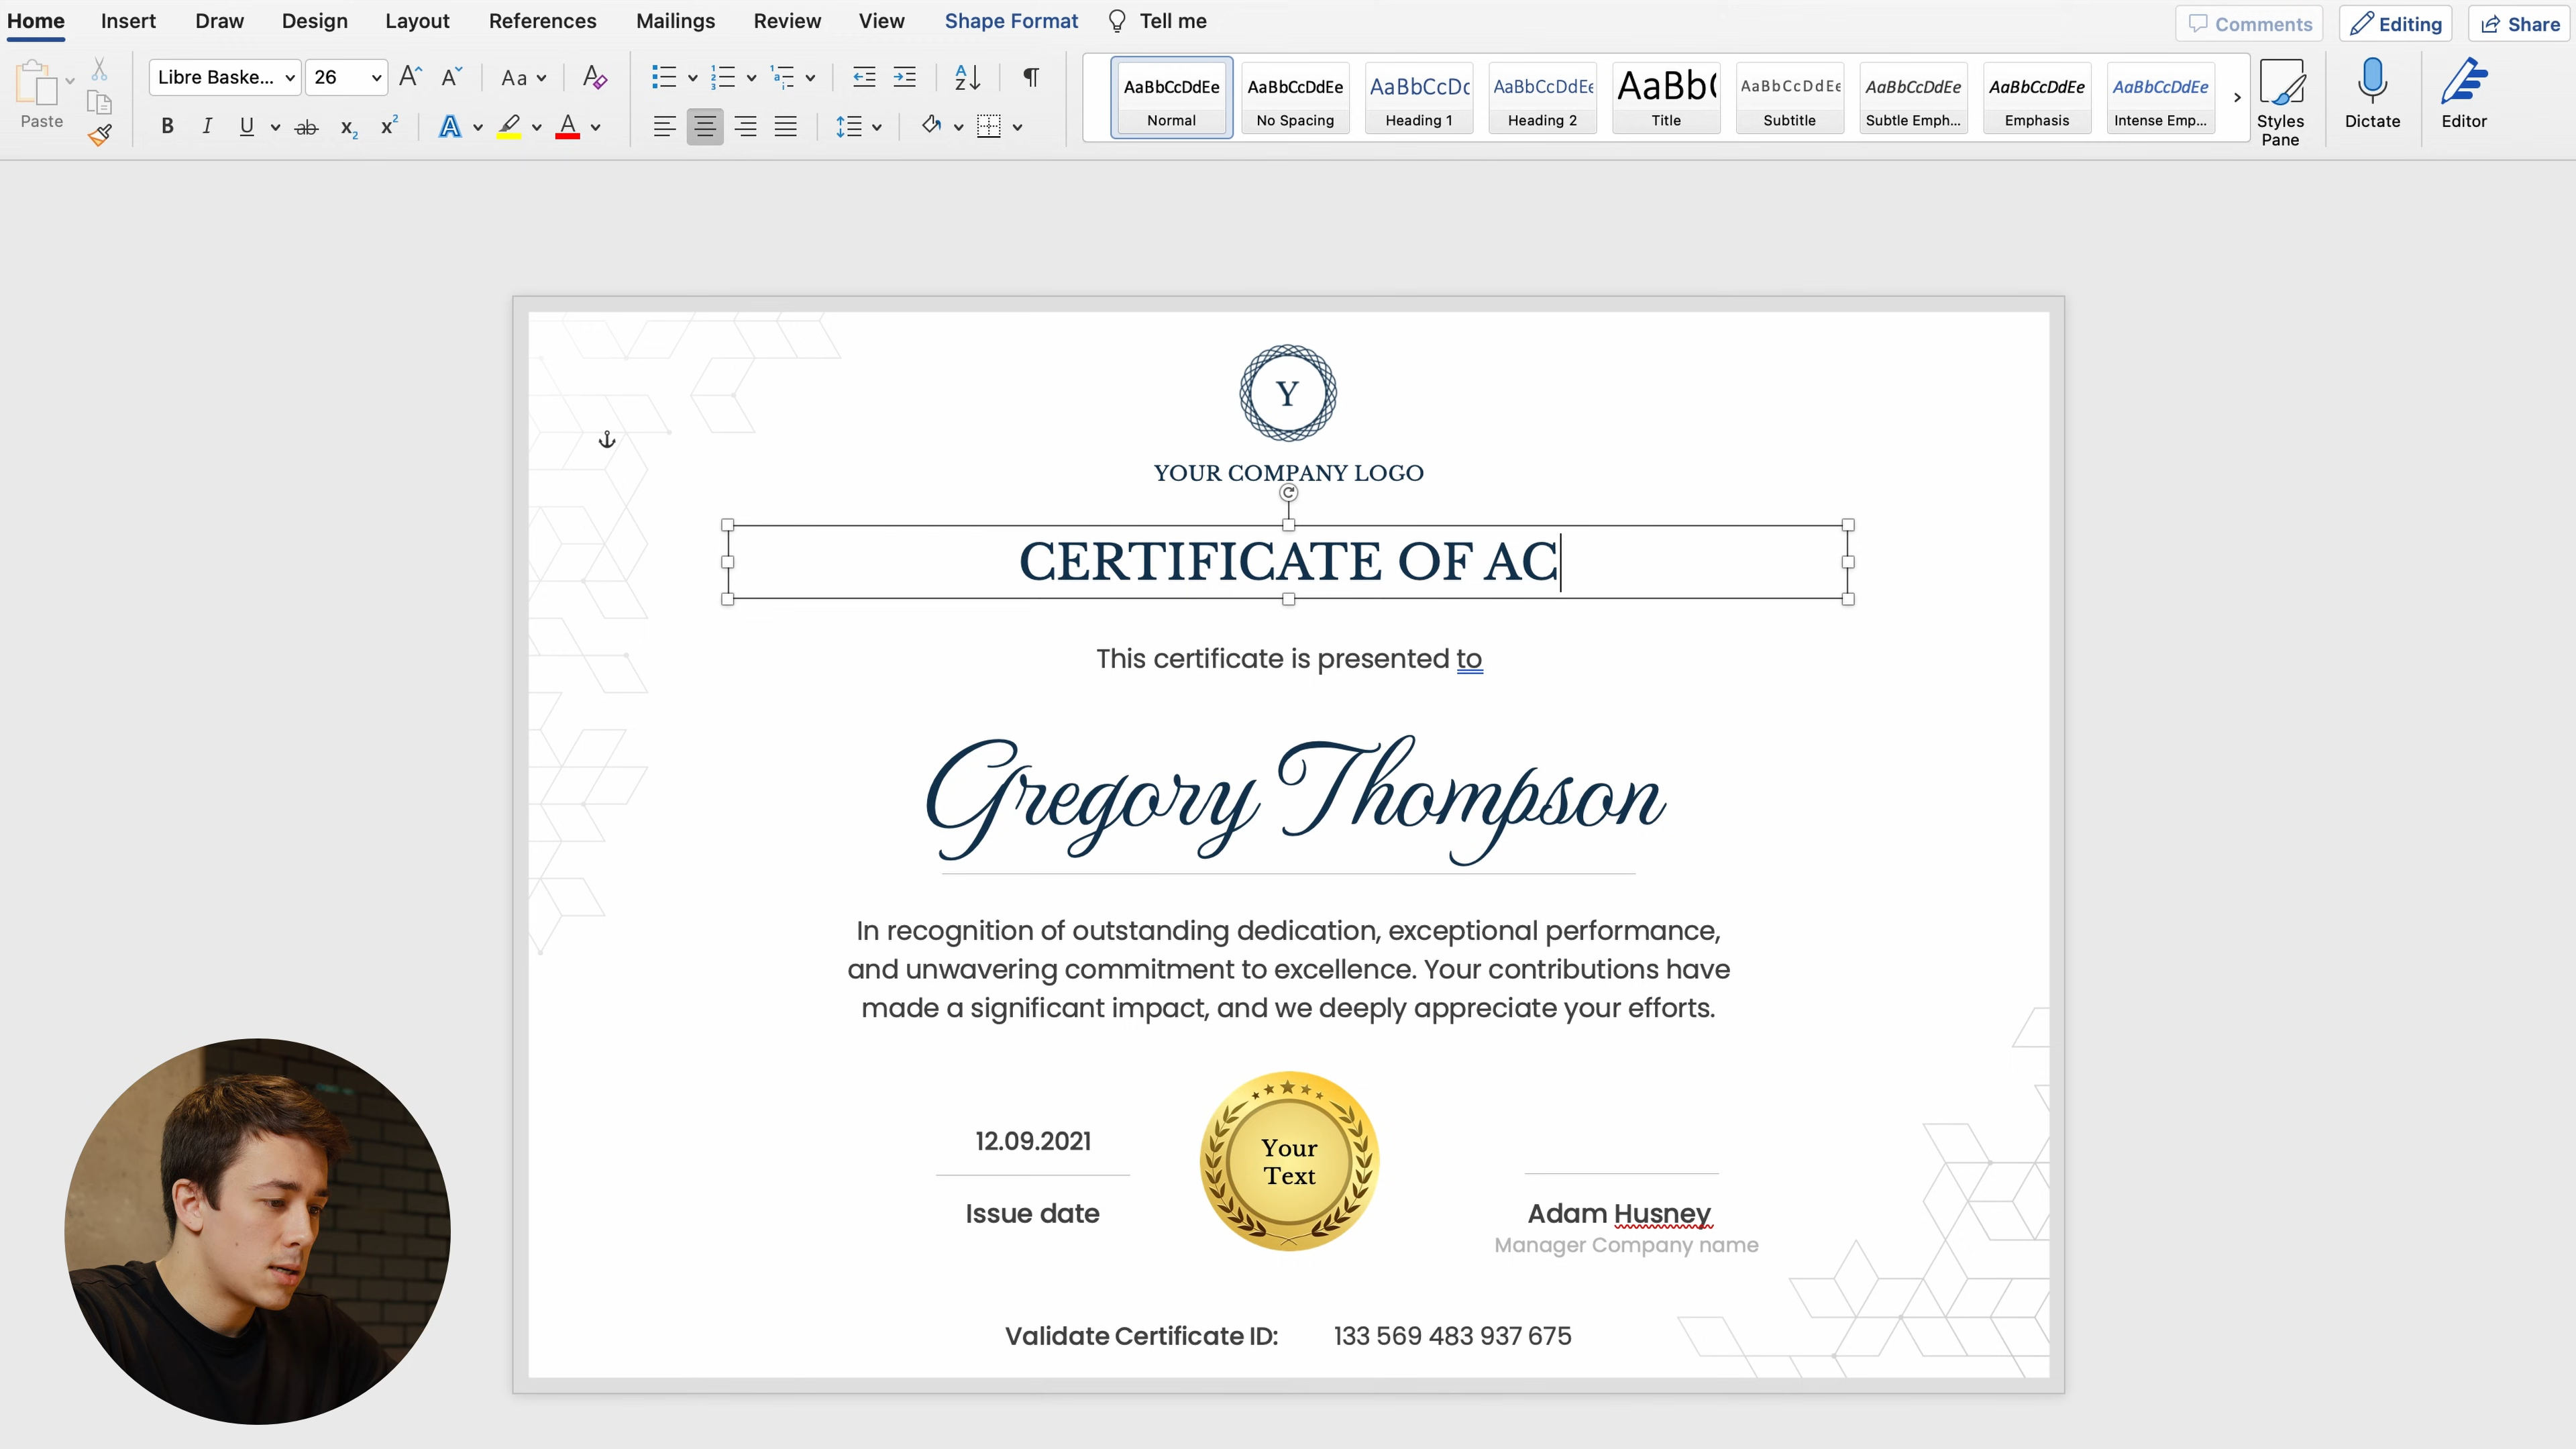 Home Insert Draw Design Layout References Mailings Review View Shape Format Tell me Comments Editing Share
Paste Libre Baske... 26 Aa
AaBbCcDdEe AaBbCcDdEe AaBbCcDc AaBbCcDdEe AaBb( AaBbCcDdEe AaBbCcDdEe AaBbCcDdEe AaBbCcDdEe
Normal No Spacing Heading 1 Heading 2 Title Subtitle Subtle Emph... Emphasis Intense Emp... Styles Pane Dictate Editor
Y
YOUR COMPANY LOGO
CERTIFICATE OF AC
This certificate is presented to
Gregory Thompson
In recognition of outstanding dedication, exceptional performance,
and unwavering commitment to excellence. Your contributions have
made a significant impact, and we deeply appreciate your efforts.
12.09.2021
Issue date
Your
Text
Adam Husney
Manager Company name
Validate Certificate ID: 133 569 483 937 675